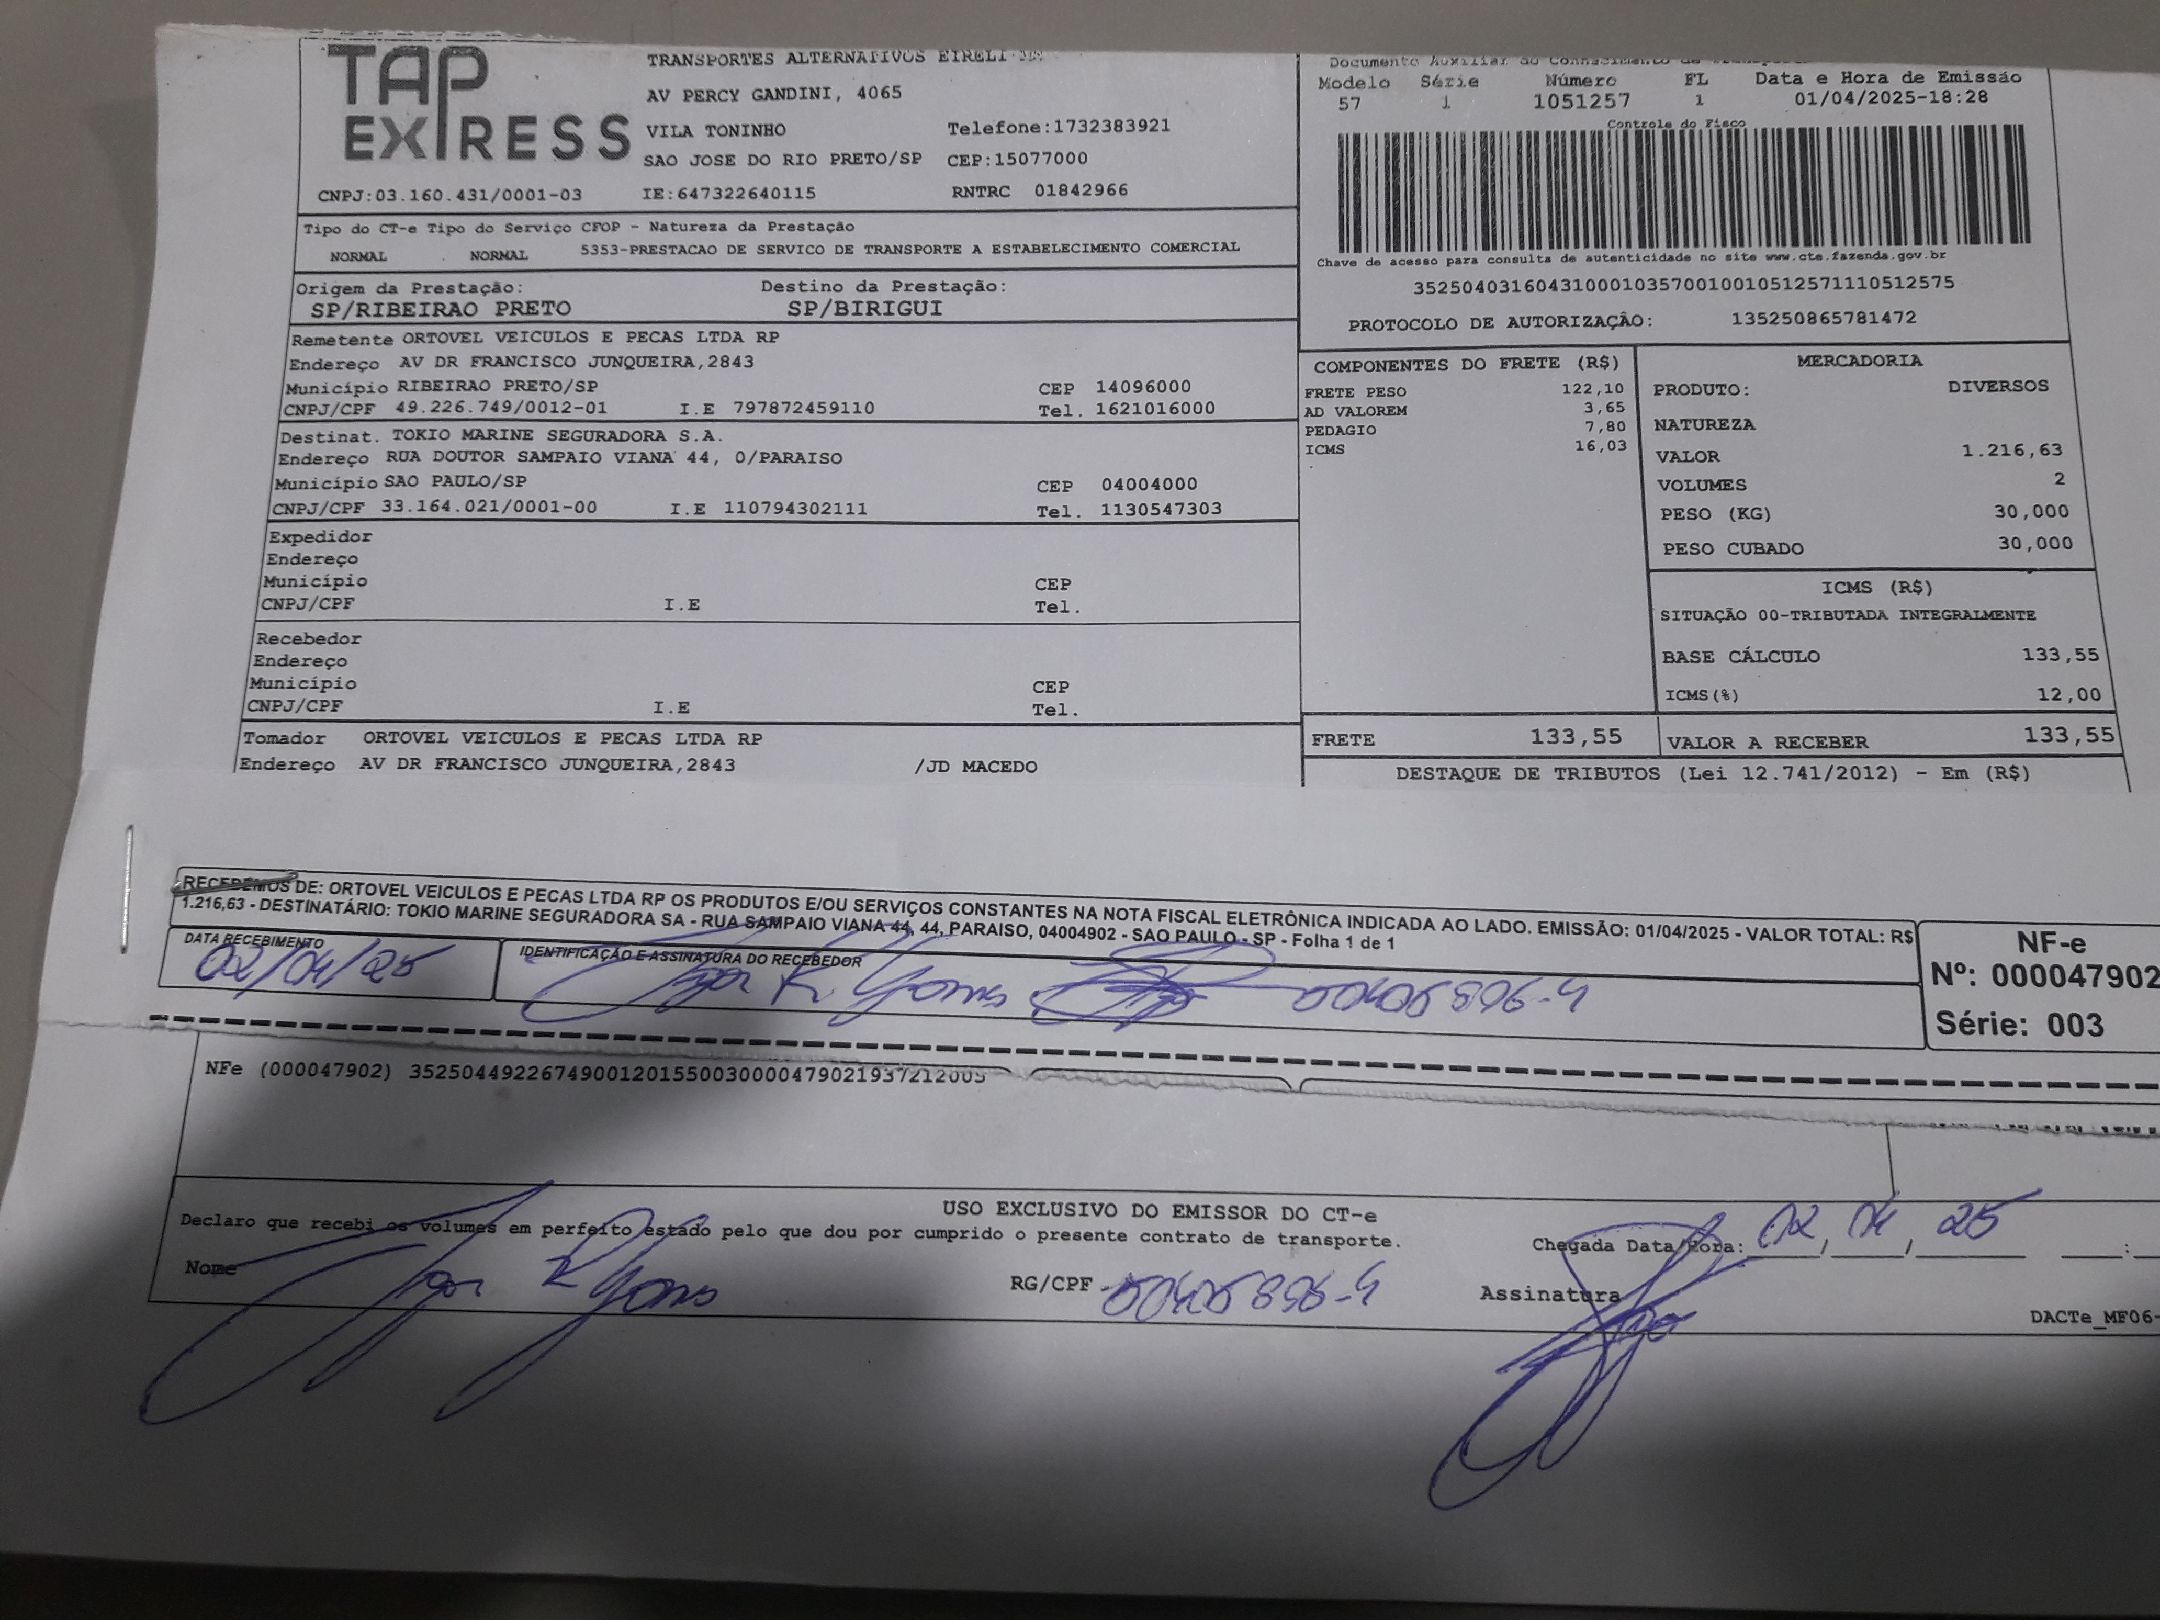 TAP EXPRESS
TRANSPORTES ALTERNATIVOS EIRELI
AV PERCY GANDINI, 4065
VILA TONINHO Telefone:1732383921
SAO JOSE DO RIO PRETO/SP CEP:15077000
CNPJ:03.160.431/0001-03 IE:647322640115 RNTRC 01842966
Documento Auxiliar do Conhecimento de
Modelo Série Número FL Data e Hora de Emissão
57 1 1051257 1 01/04/2025-18:28
Controle do Fisco
Chave de acesso para consulta de autenticidade no site www.cte.fazenda.gov.br
35250403160431000103570010010512571110512575
PROTOCOLO DE AUTORIZAÇÃO: 135250865781472
Tipo do CT-e Tipo do Serviço CFOP - Natureza da Prestação
NORMAL NORMAL 5353-PRESTACAO DE SERVICO DE TRANSPORTE A ESTABELECIMENTO COMERCIAL
Origem da Prestação: Destino da Prestação:
SP/RIBEIRAO PRETO SP/BIRIGUI
Remetente ORTOVEL VEICULOS E PECAS LTDA RP
Endereço AV DR FRANCISCO JUNQUEIRA,2843
Município RIBEIRAO PRETO/SP CEP 14096000
CNPJ/CPF 49.226.749/0012-01 I.E 797872459110 Tel. 1621016000
Destinat. TOKIO MARINE SEGURADORA S.A.
Endereço RUA DOUTOR SAMPAIO VIANA 44, 0/PARAISO
Município SAO PAULO/SP CEP 04004000
CNPJ/CPF 33.164.021/0001-00 I.E 110794302111 Tel. 1130547303
Expedidor
Endereço
Município CEP
CNPJ/CPF I.E Tel.
Recebedor
Endereço
Município CEP
CNPJ/CPF I.E Tel.
Tomador ORTOVEL VEICULOS E PECAS LTDA RP
Endereço AV DR FRANCISCO JUNQUEIRA,2843 /JD MACEDO
COMPONENTES DO FRETE (R$)
FRETE PESO 122,10
AD VALOREM 3,65
PEDAGIO 7,80
ICMS 16,03
FRETE 133,55
MERCADORIA
PRODUTO: DIVERSOS
NATUREZA
VALOR 1.216,63
VOLUMES 2
PESO (KG) 30,000
PESO CUBADO 30,000
ICMS (R$)
SITUAÇÃO 00-TRIBUTADA INTEGRALMENTE
BASE CÁLCULO 133,55
ICMS(%) 12,00
VALOR A RECEBER 133,55
DESTAQUE DE TRIBUTOS (Lei 12.741/2012) - Em (R$)
RECEBEMOS DE: ORTOVEL VEICULOS E PECAS LTDA RP OS PRODUTOS E/OU SERVIÇOS CONSTANTES NA NOTA FISCAL ELETRÔNICA INDICADA AO LADO. EMISSÃO: 01/04/2025 - VALOR TOTAL: R$
1.216,63 - DESTINATÁRIO: TOKIO MARINE SEGURADORA SA - RUA SAMPAIO VIANA 44, 44, PARAISO, 04004902 - SAO PAULO - SP - Folha 1 de 1
DATA RECEBIMENTO IDENTIFICAÇÃO E ASSINATURA DO RECEBEDOR
02/04/25
NF-e
Nº: 000047902
Série: 003
NFe (000047902) 35250449226749001201550030000479021937212005
USO EXCLUSIVO DO EMISSOR DO CT-e
Declaro que recebi os volumes em perfeito estado pelo que dou por cumprido o presente contrato de transporte.
Chegada Data/Hora: 02, 04, 25 :
Nome RG/CPF Assinatura
DACTe_MF06-